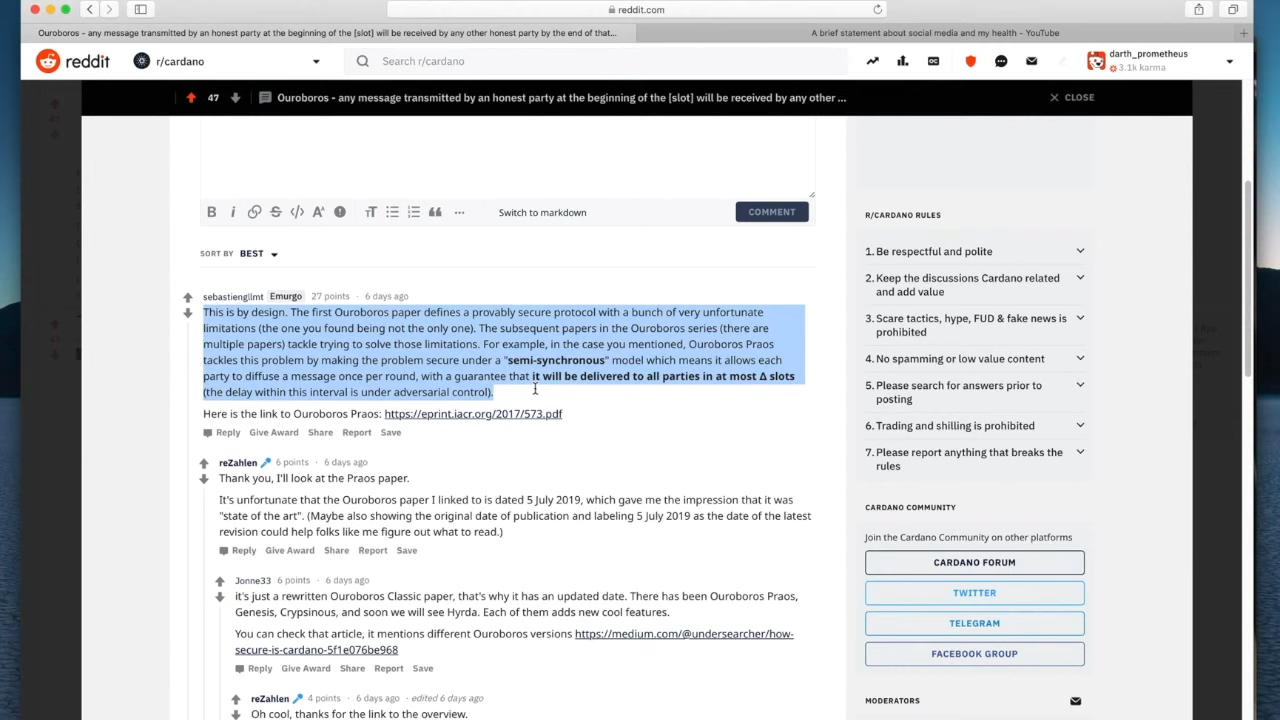 reddit.com
Ouroboros - any message transmitted by an honest party at the beginning of the [slot] will be received by any other honest party by the end of that...
A brief statement about social media and my health - YouTube
reddit
r/cardano
Search r/cardano
darth_prometheus
3.1k karma
47
Ouroboros - any message transmitted by an honest party at the beginning of the [slot] will be received by any other ...
CLOSE
Switch to markdown
COMMENT
SORT BY BEST
sebastiengllmt Emurgo 27 points · 6 days ago
This is by design. The first Ouroboros paper defines a provably secure protocol with a bunch of very unfortunate
limitations (the one you found being not the only one). The subsequent papers in the Ouroboros series (there are
multiple papers) tackle trying to solve those limitations. For example, in the case you mentioned, Ouroboros Praos
tackles this problem by making the problem secure under a "semi-synchronous" model which means it allows each
party to diffuse a message once per round, with a guarantee that it will be delivered to all parties in at most Δ slots
(the delay within this interval is under adversarial control).
Here is the link to Ouroboros Praos: https://eprint.iacr.org/2017/573.pdf
Reply Give Award Share Report Save
reZahlen 6 points · 6 days ago
Thank you, I'll look at the Praos paper.
It's unfortunate that the Ouroboros paper I linked to is dated 5 July 2019, which gave me the impression that it was
"state of the art". (Maybe also showing the original date of publication and labeling 5 July 2019 as the date of the latest
revision could help folks like me figure out what to read.)
Reply Give Award Share Report Save
Jonne33 6 points · 6 days ago
it's just a rewritten Ouroboros Classic paper, that's why it has an updated date. There has been Ouroboros Praos,
Genesis, Crypsinous, and soon we will see Hyrda. Each of them adds new cool features.
You can check that article, it mentions different Ouroboros versions https://medium.com/@undersearcher/how-
secure-is-cardano-5f1e076be968
Reply Give Award Share Report Save
reZahlen 4 points · 6 days ago · edited 6 days ago
Oh cool, thanks for the link to the overview.
R/CARDANO RULES
1. Be respectful and polite
2. Keep the discussions Cardano related
and add value
3. Scare tactics, hype, FUD & fake news is
prohibited
4. No spamming or low value content
5. Please search for answers prior to
posting
6. Trading and shilling is prohibited
7. Please report anything that breaks the
rules
CARDANO COMMUNITY
Join the Cardano Community on other platforms
CARDANO FORUM
TWITTER
TELEGRAM
FACEBOOK GROUP
MODERATORS